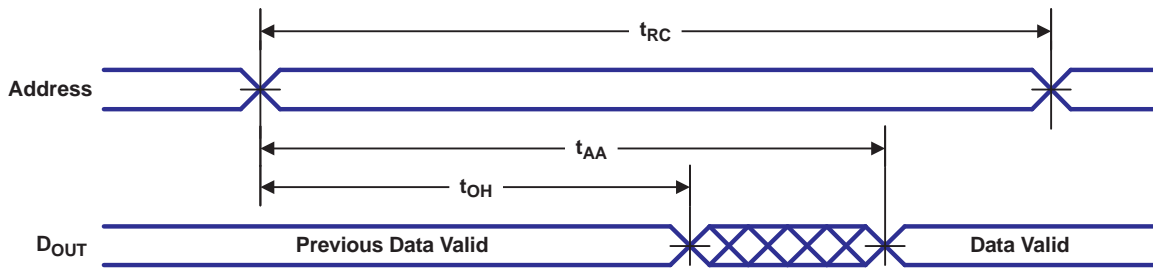 tRC
Address
tAA
tOH
DOUT
Previous Data Valid
Data Valid